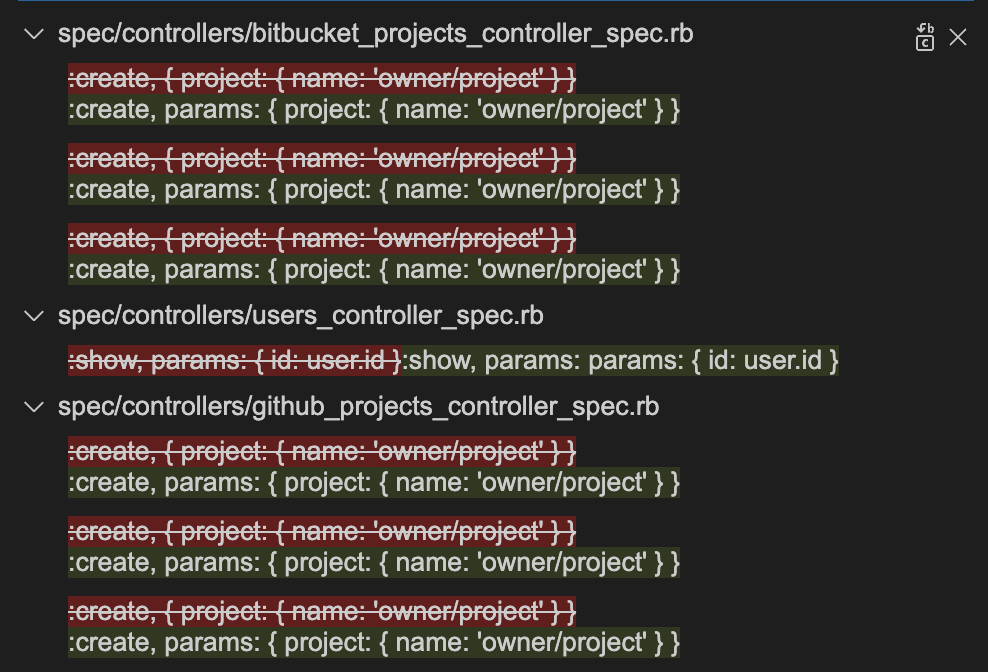 spec/controllers/bitbucket_projects_controller_spec.rb
:create, { project: { name: 'owner/project' } }
:create, params: { project: { name: 'owner/project' } }
:create, { project: { name: 'owner/project' } }
:create, params: { project: { name: 'owner/project' } }
:create, { project: { name: 'owner/project' } }
:create, params: { project: { name: 'owner/project' } }
spec/controllers/users_controller_spec.rb
:show, params: { id: user.id }:show, params: params: { id: user.id }
spec/controllers/github_projects_controller_spec.rb
:create, { project: { name: 'owner/project' } }
:create, params: { project: { name: 'owner/project' } }
:create, { project: { name: 'owner/project' } }
:create, params: { project: { name: 'owner/project' } }
:create, { project: { name: 'owner/project' } }
:create, params: { project: { name: 'owner/project' } }